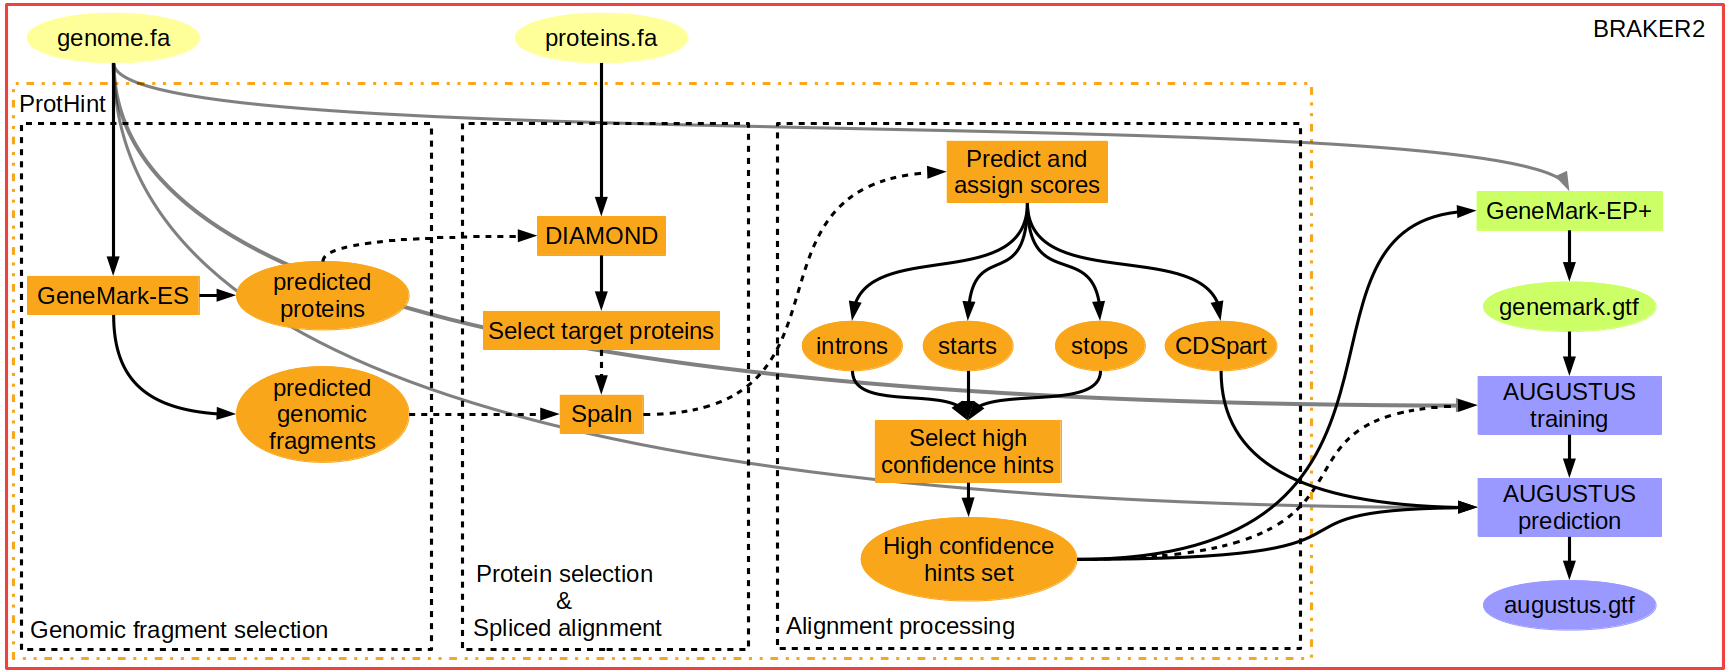 genome.fa
proteins.fa
BRAKER2
ProtHint
GeneMark-ES
predicted
proteins
predicted
genomic
fragments
Genomic fragment selection
DIAMOND
Select target proteins
Spaln
Protein selection
&
Spliced alignment
Predict and
assign scores
introns
starts
stops
CDSpart
Select high
confidence hints
High confidence
hints set
Alignment processing
GeneMark-EP+
genemark.gtf
AUGUSTUS
training
AUGUSTUS
prediction
augustus.gtf